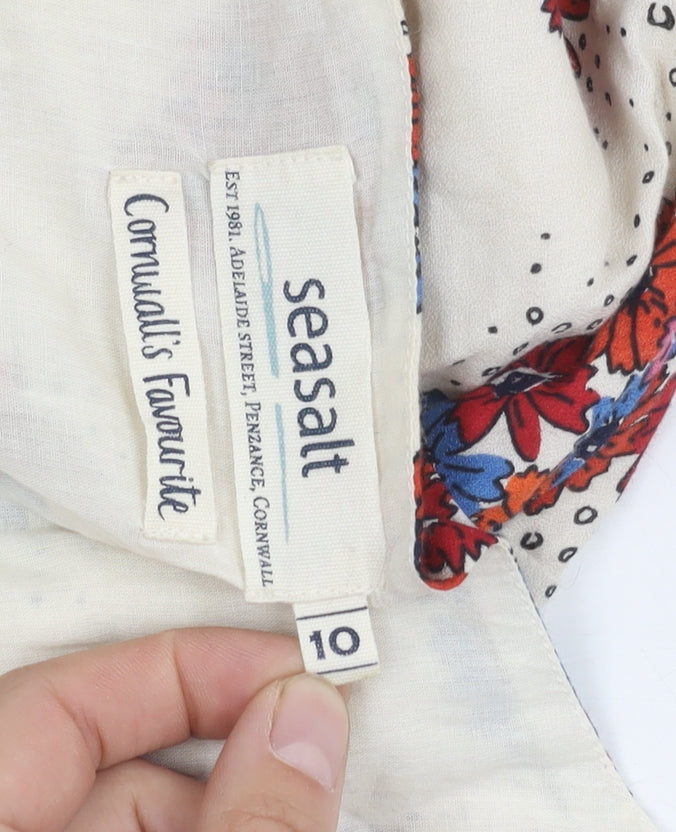 Cornwall's Favourite
seasalt
EST 1981. ADELAIDE STREET, PENZANCE, CORNWALL
10